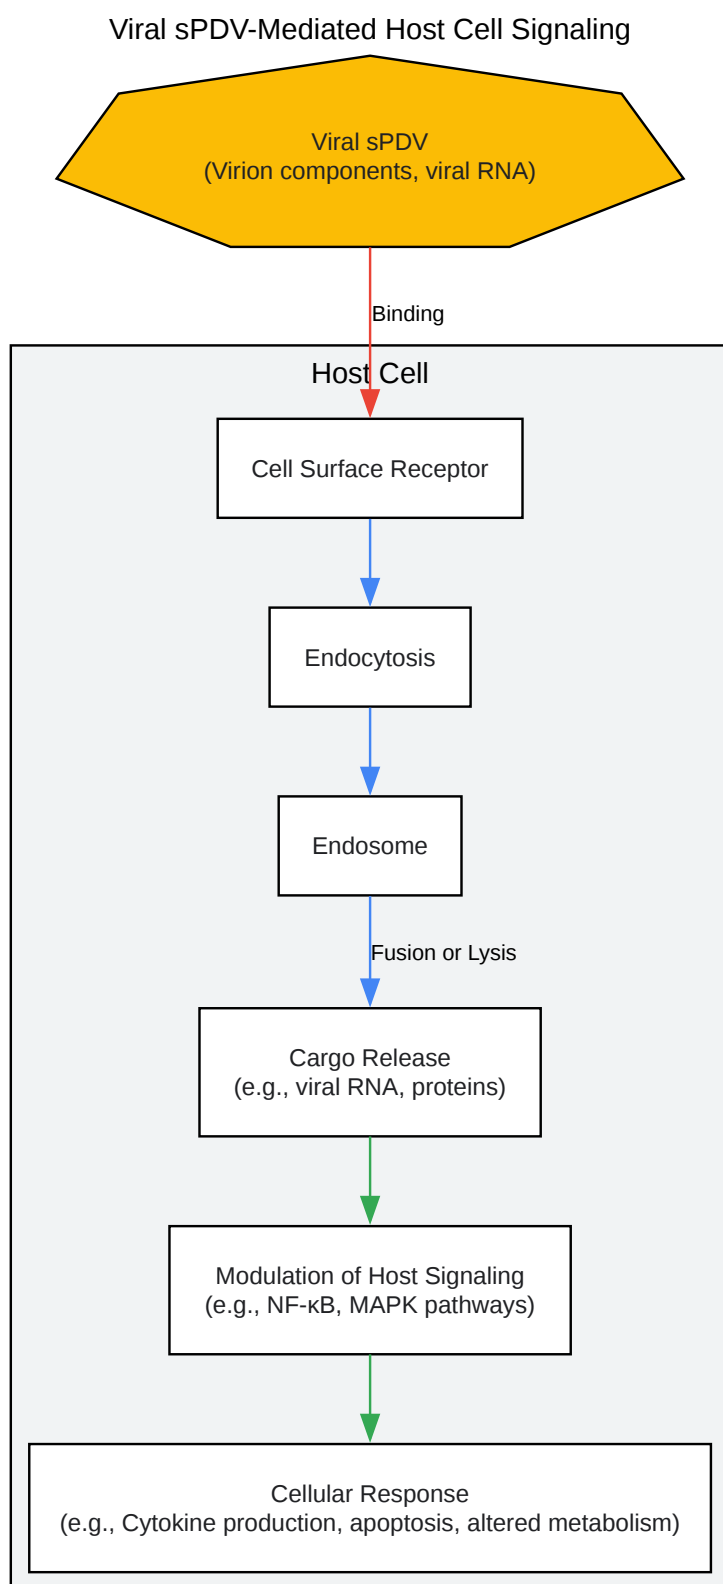 Viral sPDV-Mediated Host Cell Signaling
Viral sPDV
(Virion components, viral RNA)
Binding
Host Cell
Cell Surface Receptor
Endocytosis
Endosome
Fusion or Lysis
Cargo Release
(e.g., viral RNA, proteins)
Modulation of Host Signaling
(e.g., NF-κB, MAPK pathways)
Cellular Response
(e.g., Cytokine production, apoptosis, altered metabolism)